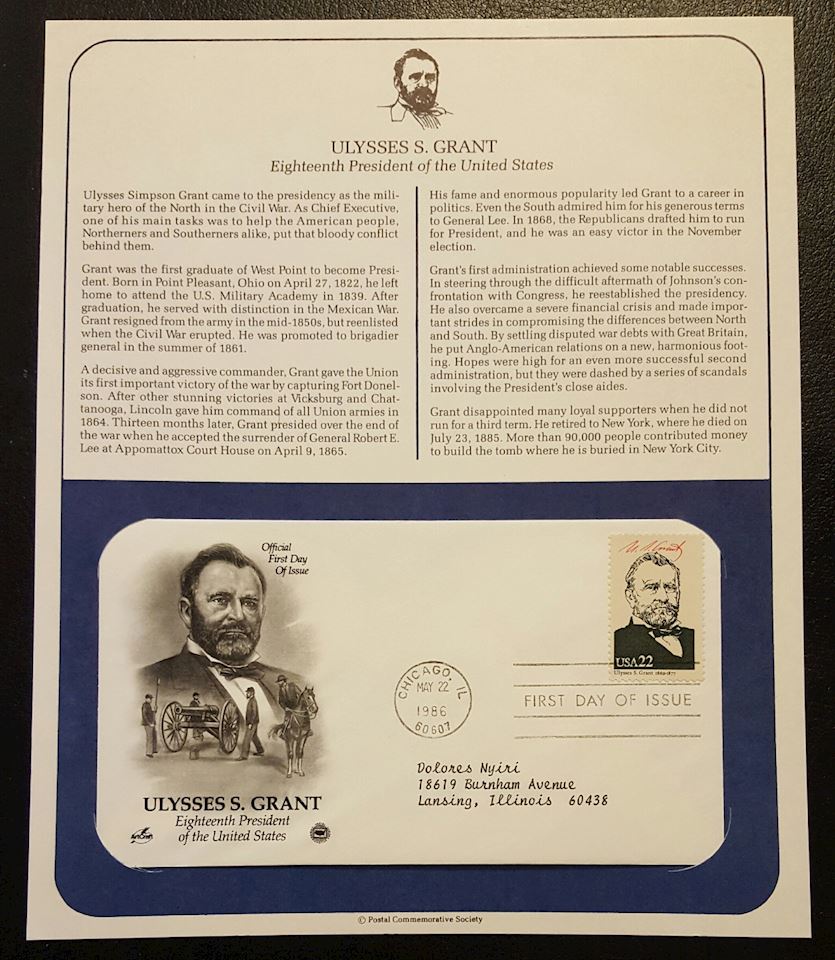 ULYSSES S. GRANT
Eighteenth President of the United States
Ulysses Simpson Grant came to the presidency as the mili-
tary hero of the North in the Civil War. As Chief Executive,
one of his main tasks was to help the American people,
Northerners and Southerners alike, put that bloody conflict
behind them.
Grant was the first graduate of West Point to become Presi-
dent. Born in Point Pleasant, Ohio on April 27, 1822, he left
home to attend the U.S. Military Academy in 1839. After
graduation, he served with distinction in the Mexican War.
Grant resigned from the army in the mid-1850s, but reenlisted
when the Civil War erupted. He was promoted to brigadier
general in the summer of 1861.
A decisive and aggressive commander, Grant gave the Union
its first important victory of the war by capturing Fort Donel-
son. After other stunning victories at Vicksburg and Chat-
tanooga, Lincoln gave him command of all Union armies in
1864. Thirteen months later, Grant presided over the end of
the war when he accepted the surrender of General Robert E.
Lee at Appomattox Court House on April 9, 1865.
His fame and enormous popularity led Grant to a career in
politics. Even the South admired him for his generous terms
to General Lee. In 1868, the Republicans drafted him to run
for President, and he was an easy victor in the November
election.
Grant's first administration achieved some notable successes.
In steering through the difficult aftermath of Johnson's con-
frontation with Congress, he reestablished the presidency.
He also overcame a severe financial crisis and made impor-
tant strides in compromising the differences between North
and South. By settling disputed war debts with Great Britain,
he put Anglo-American relations on a new, harmonious foot-
ing. Hopes were high for an even more successful second
administration, but they were dashed by a series of scandals
involving the President's close aides.
Grant disappointed many loyal supporters when he did not
run for a third term. He retired to New York, where he died on
July 23, 1885. More than 90,000 people contributed money
to build the tomb where he is buried in New York City.
Official
First Day
Of Issue
U. S. Grant
USA22
Ulysses S. Grant 1869-1877
CHICAGO, IL
MAY 22
1986
60607
FIRST DAY OF ISSUE
Dolores Nyiri
18619 Burnham Avenue
Lansing, Illinois 60438
ULYSSES S. GRANT
Eighteenth President
of the United States
© Postal Commemorative Society